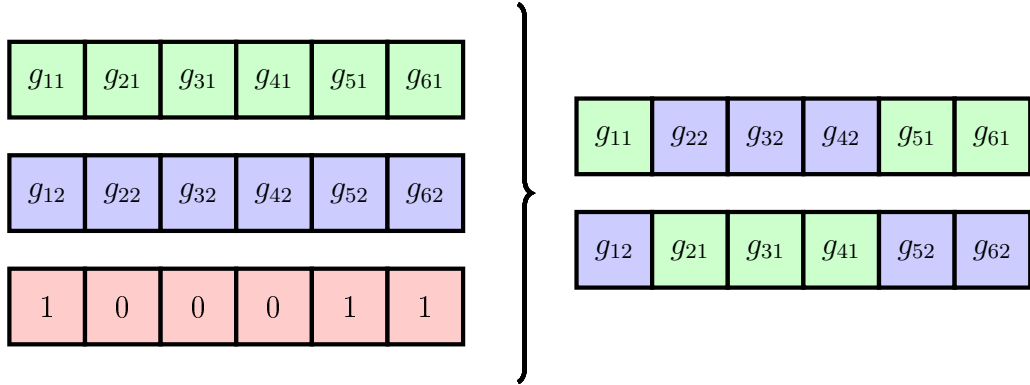 g11 g21 g31 g41 g51 g61
g12 g22 g32 g42 g52 g62
1 0 0 0 1 1
g11 g22 g32 g42 g51 g61
g12 g21 g31 g41 g52 g62